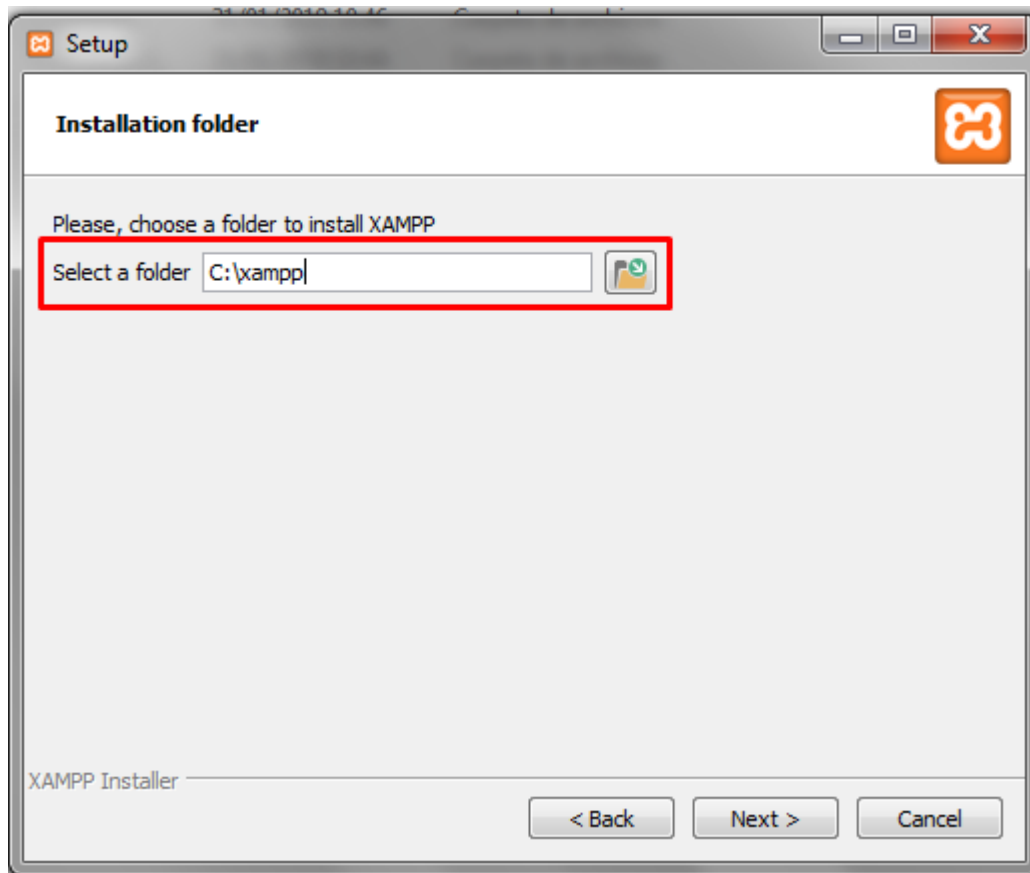 Setup
Installation folder
Please, choose a folder to install XAMPP
Select a folder C:\xampp
XAMPP Installer
< Back Next > Cancel